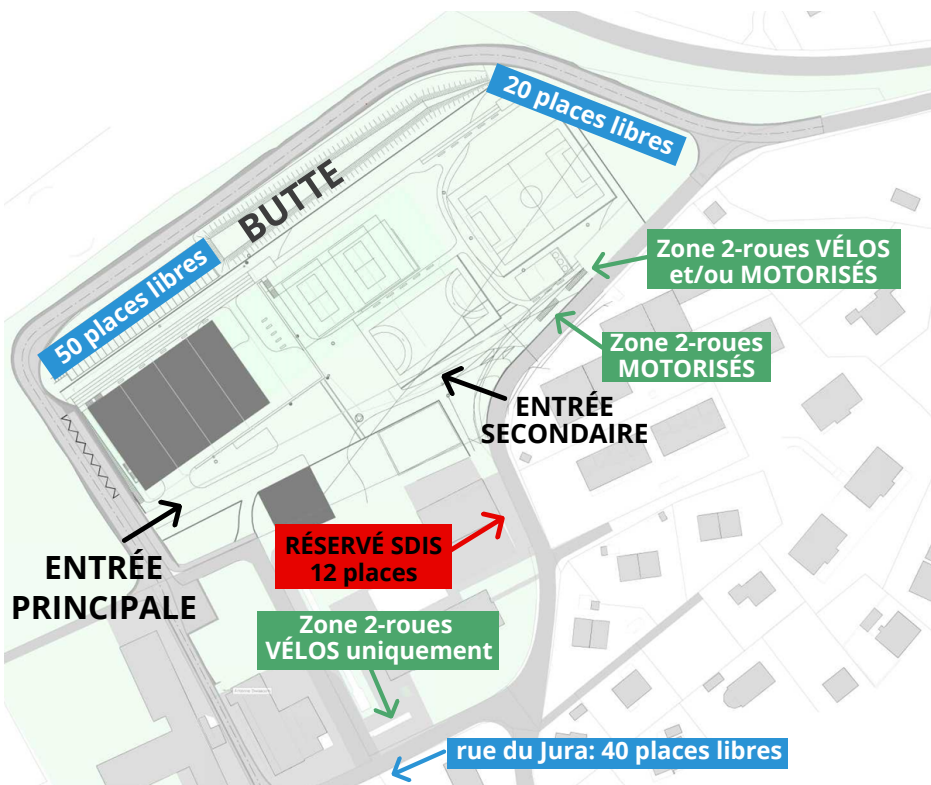 20 places libres
BUTTE
50 places libres
Zone 2-roues VÉLOS
et/ou MOTORISÉS
Zone 2-roues
MOTORISÉS
ENTRÉE
SECONDAIRE
RÉSERVÉ SDIS
12 places
ENTRÉE
PRINCIPALE
Zone 2-roues
VÉLOS uniquement
rue du Jura: 40 places libres